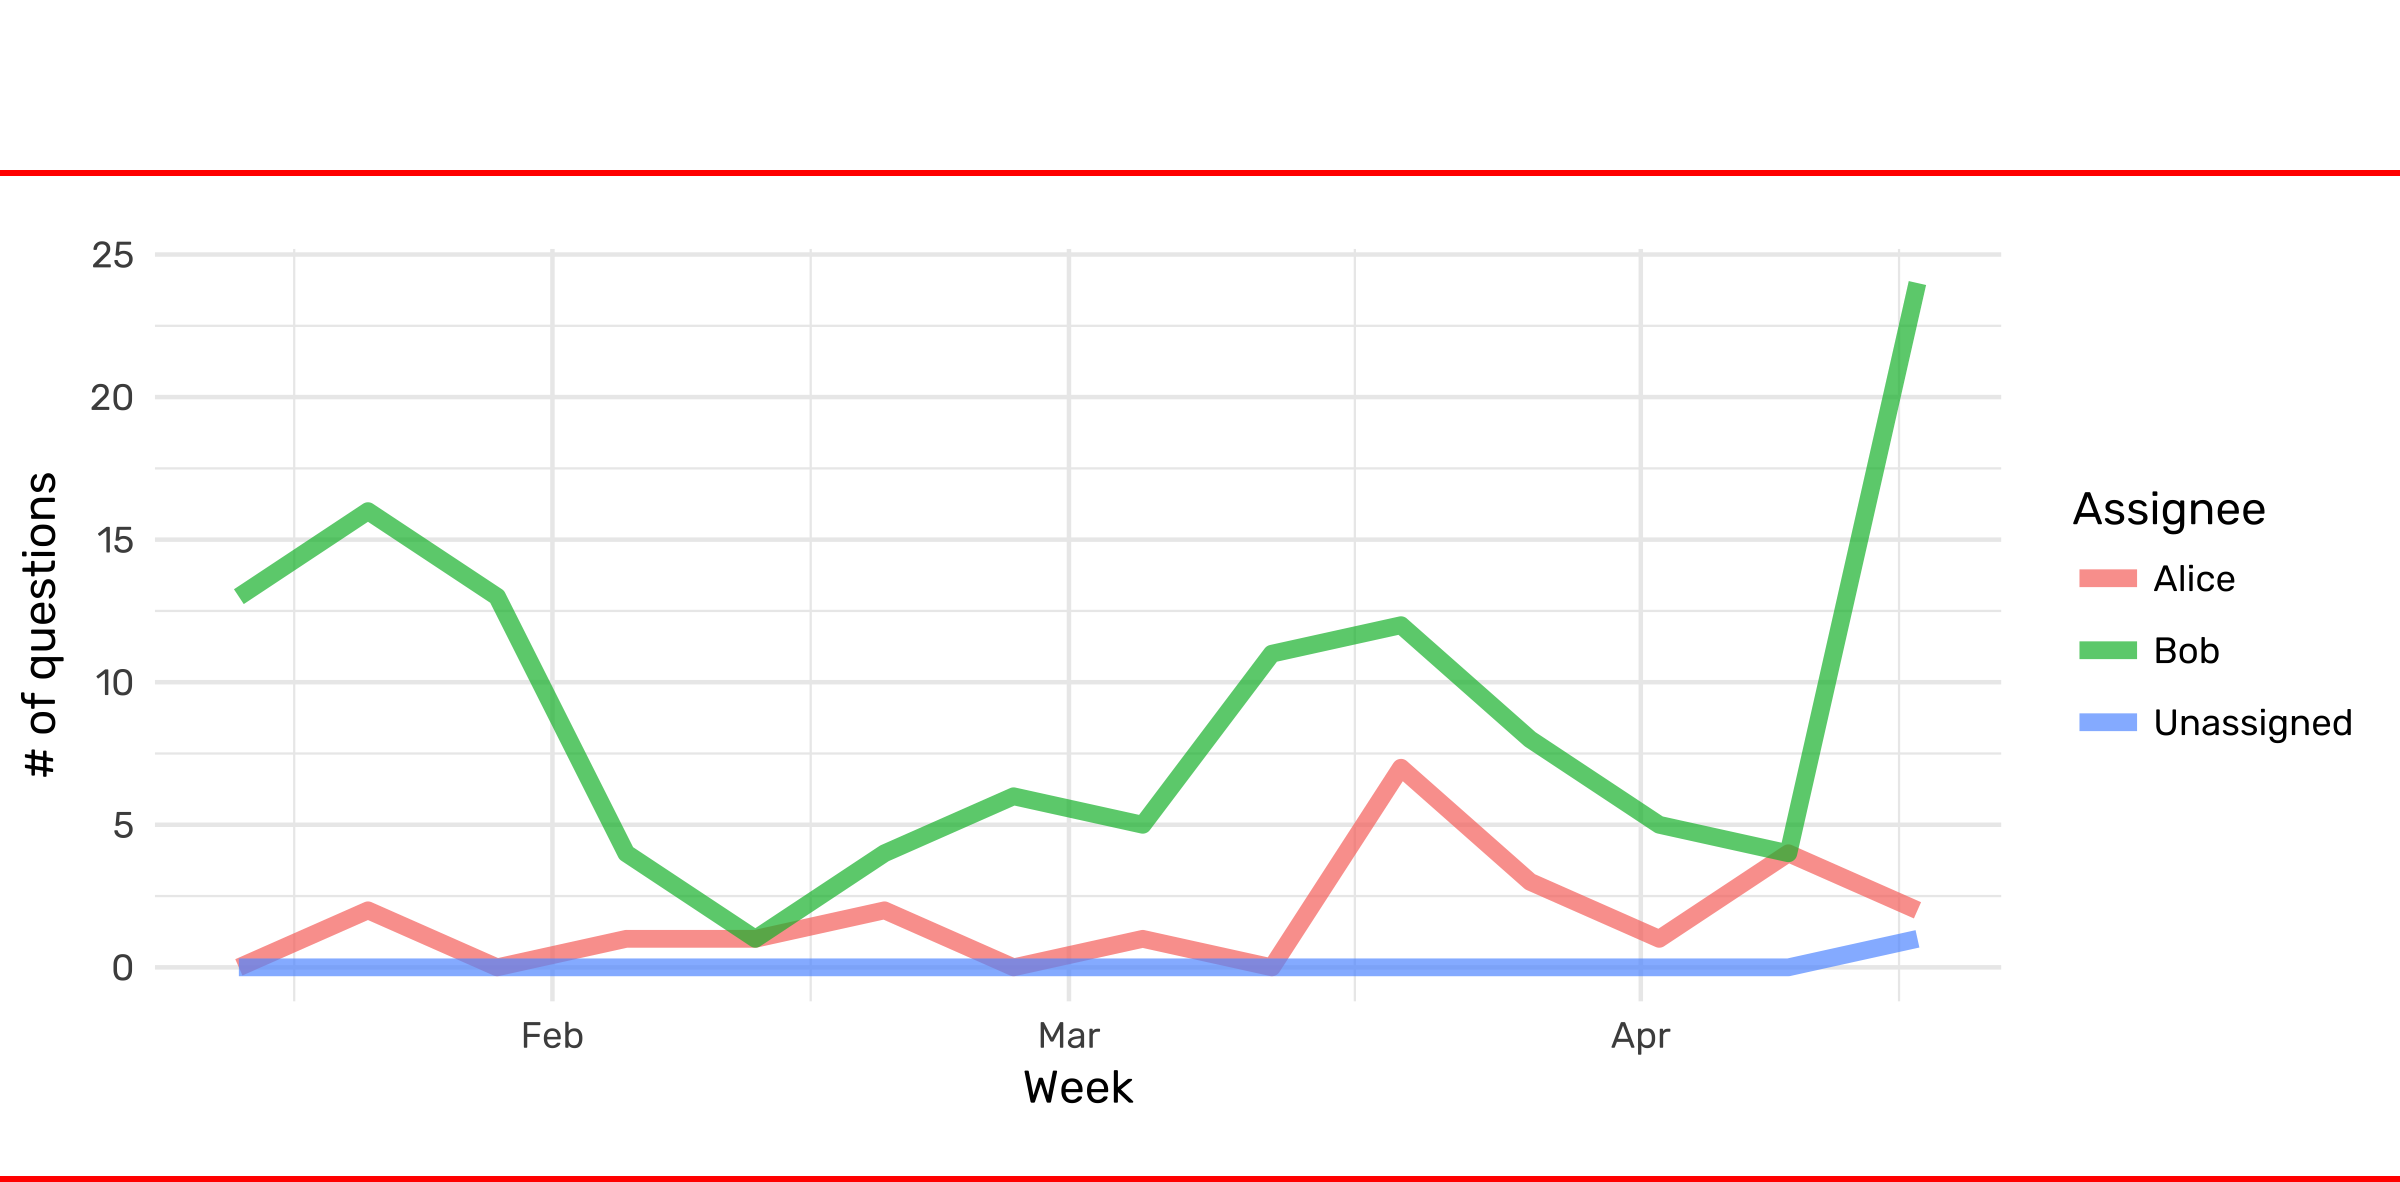 25
20
15
10
5
0
# of questions
Feb Mar Apr
Week
Assignee
Alice
Bob
Unassigned